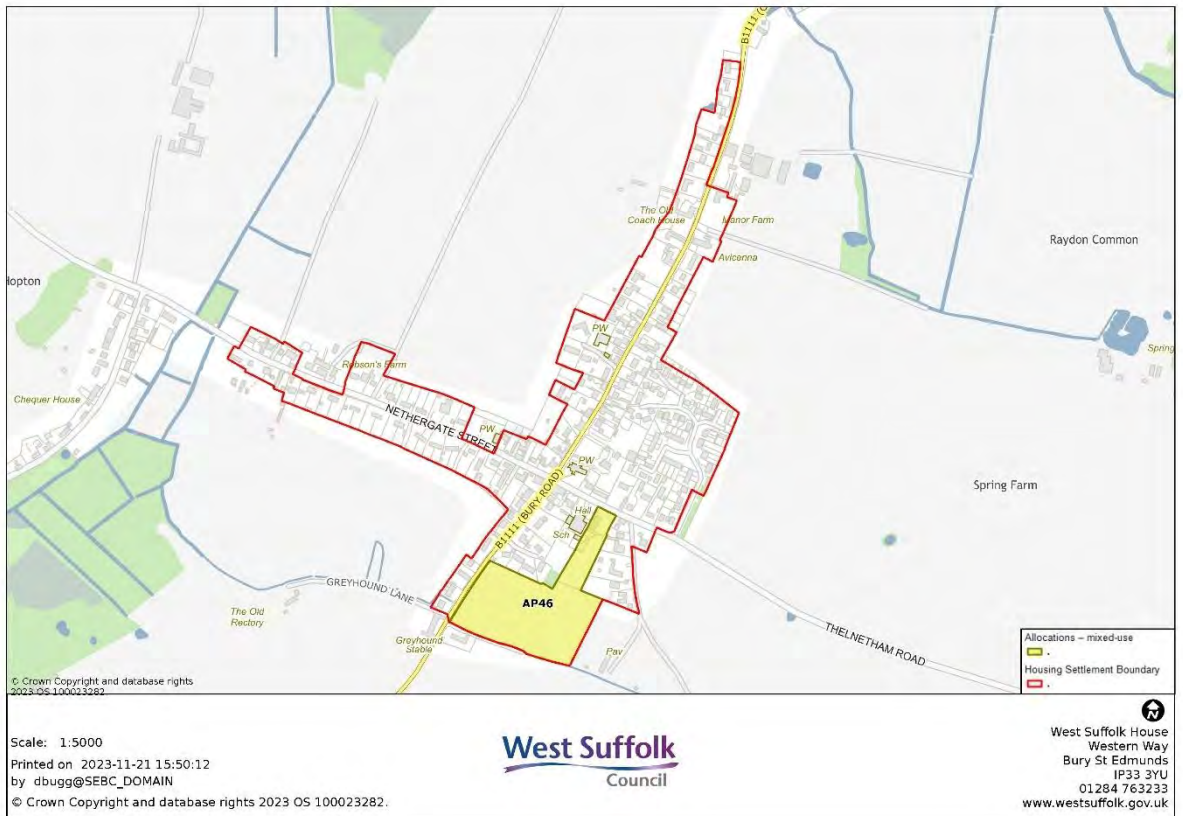 B1111 (
The Old
Coach House
Manor Farm
Avicenna
Raydon Common
Hopton
PW
Robson's Farm
Spring
Chequer House
NETHERGATE STREET
PW
PW
B1111 (BURY ROAD)
Spring Farm
Hall
Sch
GREYHOUND LANE
AP46
The Old
Rectory
Greyhound
Stable
Pav
THELNETHAM ROAD
Allocations – mixed-use
.
Housing Settlement Boundary
.
© Crown Copyright and database rights
2023 OS 100023282.
N
Scale: 1:5000
Printed on 2023-11-21 15:50:12
by dbugg@SEBC_DOMAIN
© Crown Copyright and database rights 2023 OS 100023282.
West Suffolk
Council
West Suffolk House
Western Way
Bury St Edmunds
IP33 3YU
01284 763233
www.westsuffolk.gov.uk